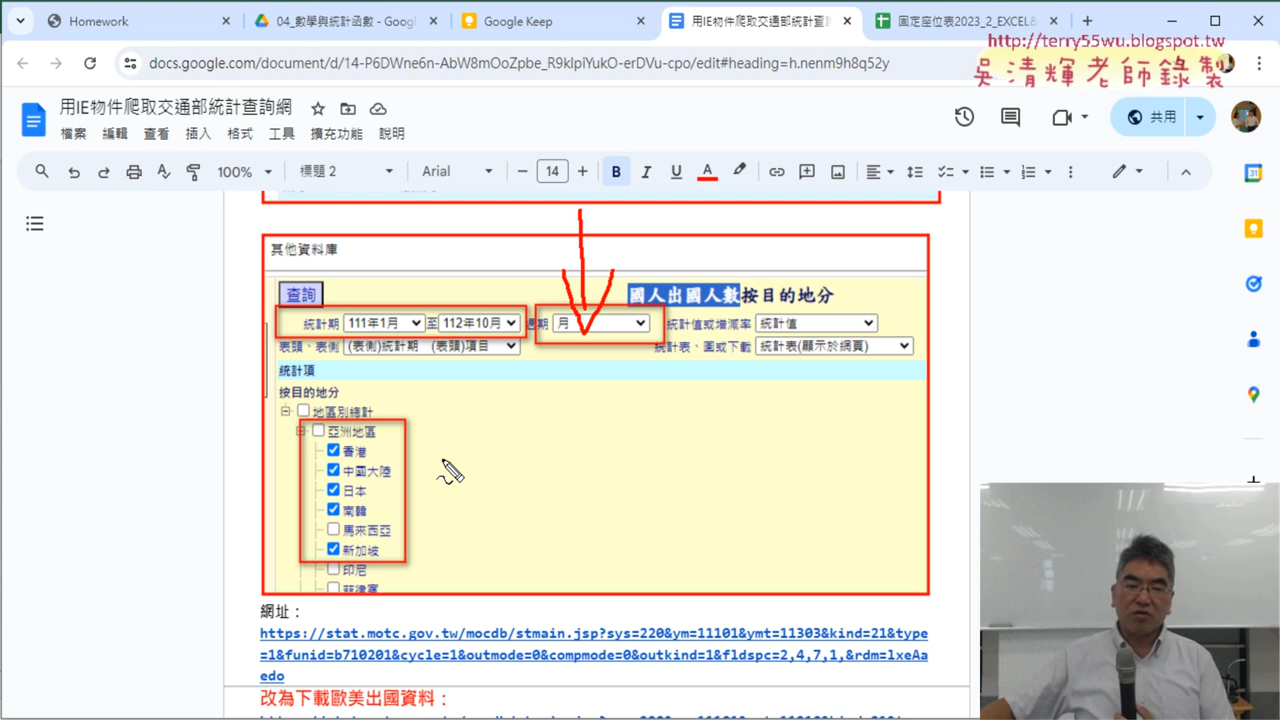 Homework
04_數學與統計函數 - Googl
Google Keep
用IE物件爬取交通部統計查詢
固定座位表2023_2_EXCEL&
http://terry55wu.blogspot.tw
吳清輝老師錄製
docs.google.com/document/d/14-P6DWne6n-AbW8mOoZpbe_R9kIpiYukO-erDVu-cpo/edit#heading=h.nenm9h8q52y
用IE物件爬取交通部統計查詢網
檔案 編輯 查看 插入 格式 工具 擴充功能 說明
共用
100% 標題 2 Arial 14 B I U A
31
其他資料庫
查詢 國人出國人數按目的地分
統計期 111年1月 至 112年10月 週期 月 統計值或增減率 統計值
表頭、表側 (表側)統計期 (表頭)項目 統計表、圖或下載 統計表(顯示於網頁)
統計項
按目的地分
地區別總計
亞洲地區
香港
中國大陸
日本
南韓
馬來西亞
新加坡
印尼
菲律賓
網址：
https://stat.motc.gov.tw/mocdb/stmain.jsp?sys=220&ym=11101&ymt=11303&kind=21&type
=1&funid=b710201&cycle=1&outmode=0&compmode=0&outkind=1&fldspc=2,4,7,1,&rdm=lxeAa
edo
改為下載歐美出國資料：